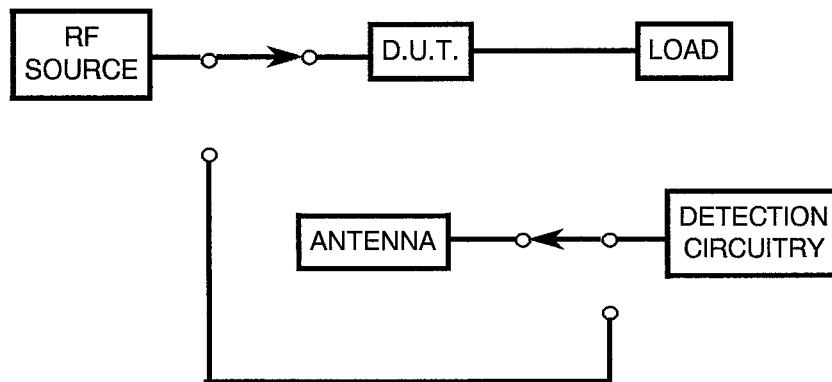 RF
SOURCE
D.U.T.
LOAD
ANTENNA
DETECTION
CIRCUITRY